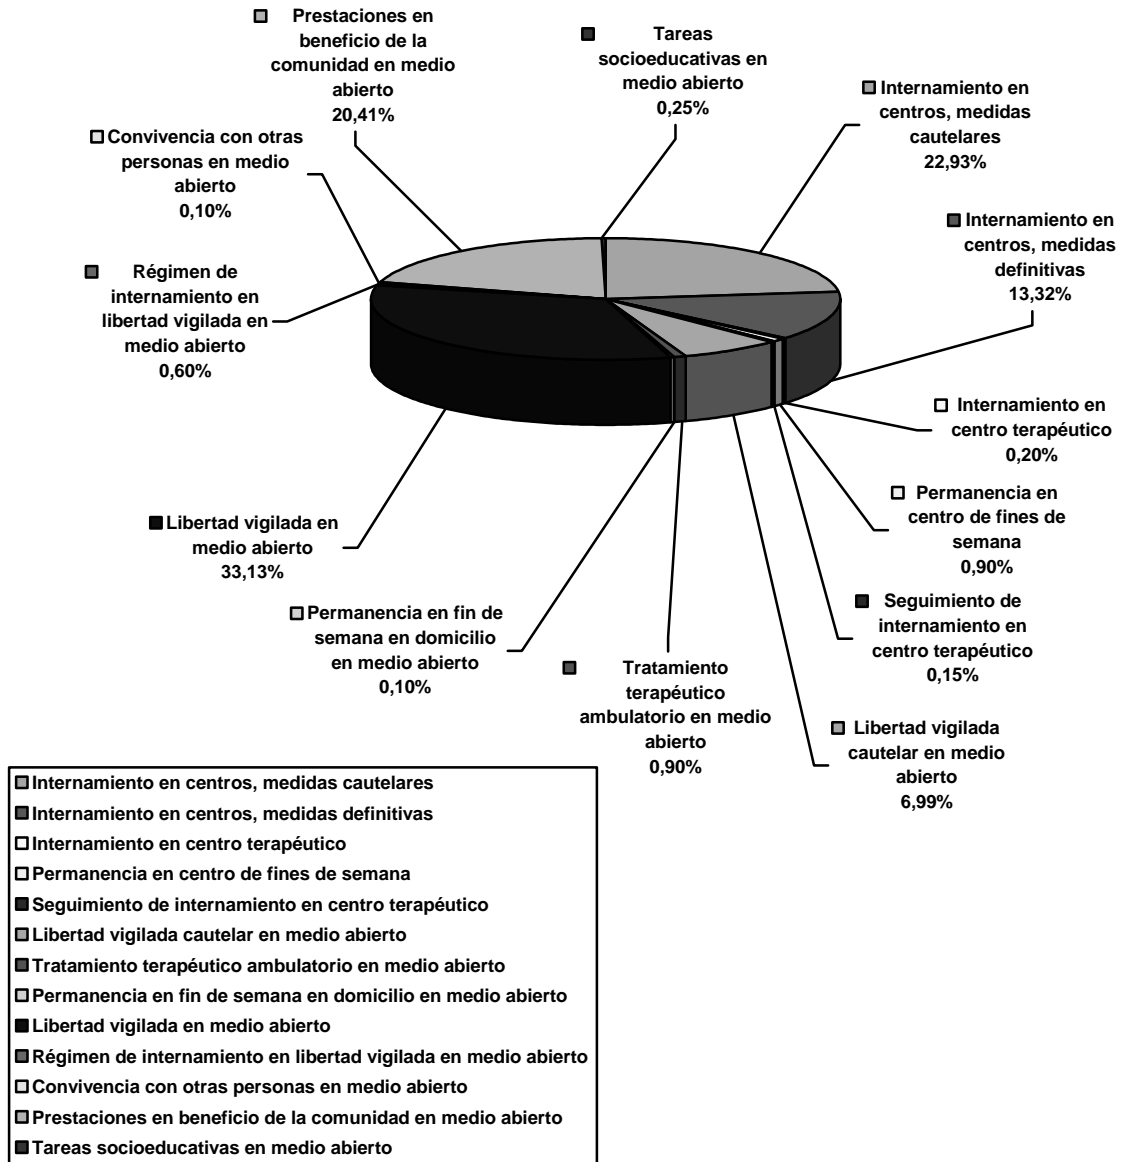 Prestaciones en
beneficio de la
comunidad en medio
abierto
20,41%
Tareas
socioeducativas en
medio abierto
0,25%
Internamiento en
centros, medidas
cautelares
22,93%
Convivencia con otras
personas en medio
abierto
0,10%
Internamiento en
centros, medidas
definitivas
13,32%
Régimen de
internamiento en
libertad vigilada en
medio abierto
0,60%
Internamiento en
centro terapéutico
0,20%
Permanencia en
centro de fines de
semana
0,90%
Libertad vigilada en
medio abierto
33,13%
Seguimiento de
internamiento en
centro terapéutico
0,15%
Permanencia en fin de
semana en domicilio
en medio abierto
0,10%
Tratamiento
terapéutico
ambulatorio en medio
abierto
0,90%
Libertad vigilada
cautelar en medio
abierto
6,99%
Internamiento en centros, medidas cautelares
Internamiento en centros, medidas definitivas
Internamiento en centro terapéutico
Permanencia en centro de fines de semana
Seguimiento de internamiento en centro terapéutico
Libertad vigilada cautelar en medio abierto
Tratamiento terapéutico ambulatorio en medio abierto
Permanencia en fin de semana en domicilio en medio abierto
Libertad vigilada en medio abierto
Régimen de internamiento en libertad vigilada en medio abierto
Convivencia con otras personas en medio abierto
Prestaciones en beneficio de la comunidad en medio abierto
Tareas socioeducativas en medio abierto